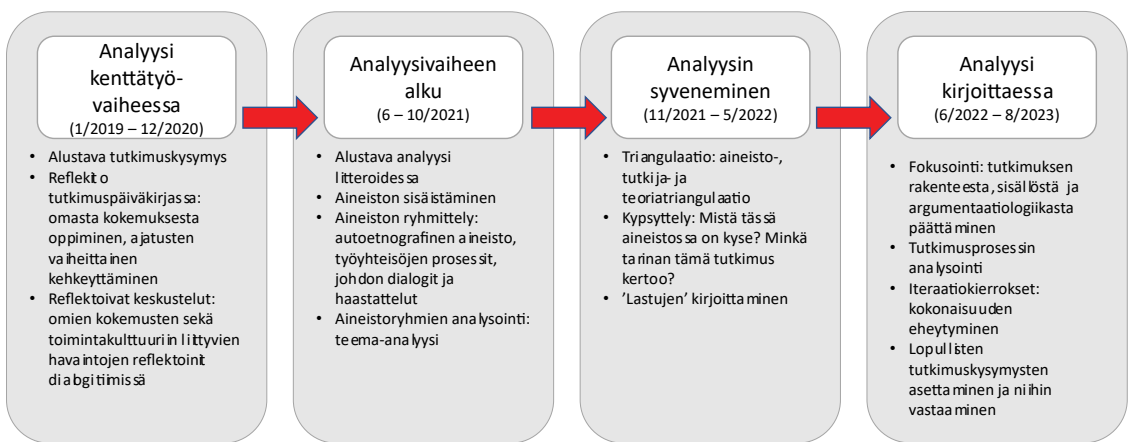 Analyysi
kenttätyö-
vaiheessa
(1/2019 – 12/2020)
• Alustava tutkimuskysymys
• Reflekto
tutkimuspäiväkirjassa:
omasta kokemuksesta
oppiminen, ajatusten
vaiheittainen
kehkeyttäminen
• Reflektoivat keskustelut:
omien kokemusten sekä
toimintakulttuuriin liittyvien
havaintojen reflektointi
dialogitiimissä
Analyysivaiheen
alku
(6 – 10/2021)
• Alustava analyysi
litteroidessa
• Aineiston sisäistäminen
• Aineiston ryhmittely:
autoetnografinen aineisto,
työyhteisöjen prosessit,
johdon dialogit ja
haastattelut
• Aineistoryhmien analysointi:
teema-analyysi
Analyysin
syveneminen
(11/2021 – 5/2022)
• Triangulaatio: aineisto-,
tutkija- ja
teoriatriangulaatio
• Kypsyttely: Mistä tässä
aineistossa on kyse? Minkä
tarinan tämä tutkimus
kertoo?
• ’Lastujen’ kirjoittaminen
Analyysi
kirjoittaessa
(6/2022 – 8/2023)
• Fokusointi: tutkimuksen
rakenteesta, sisällöstä ja
argumentaatiologiikasta
päättäminen
• Tutkimusprosessin
analysointi
• Iteraatiokierrokset:
kokonaisuuden
eheytyminen
• Lopullisten
tutkimuskysymysten
asettaminen ja niihin
vastaaminen